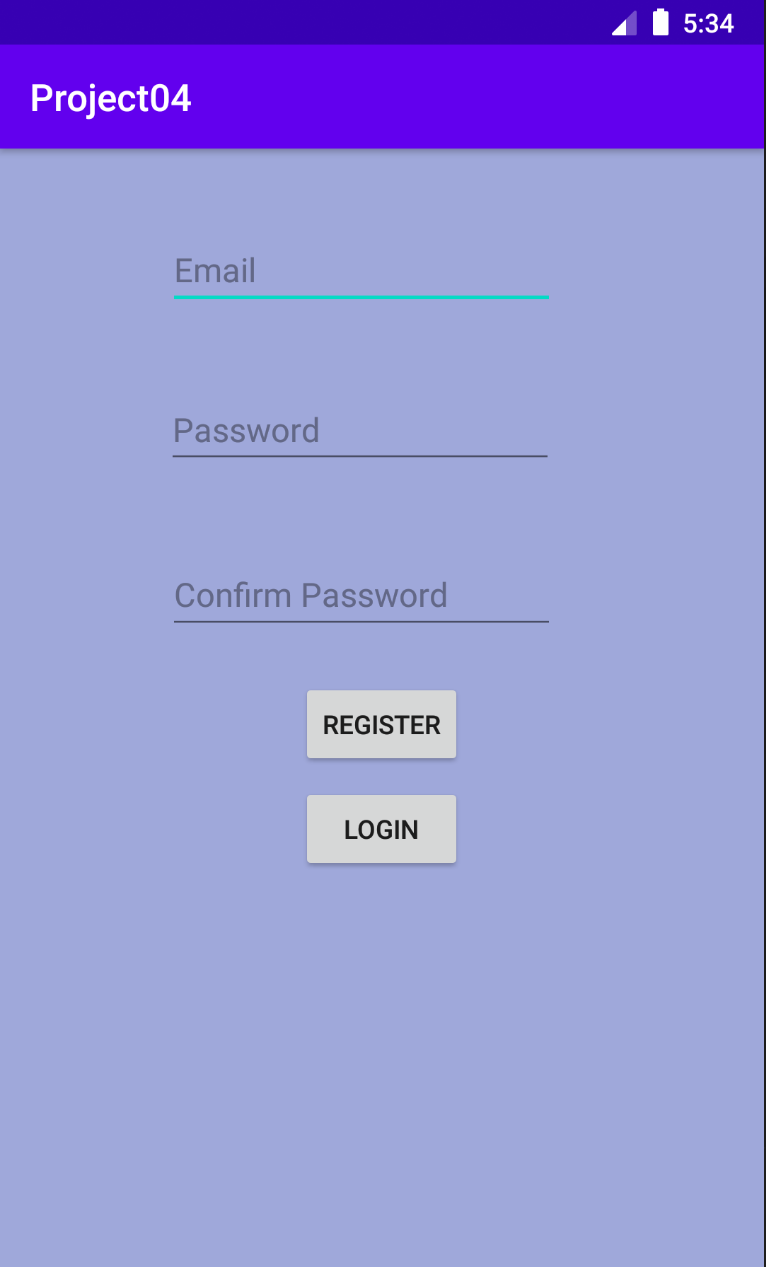 5:34
Project04
Email
Password
Confirm Password
REGISTER
LOGIN